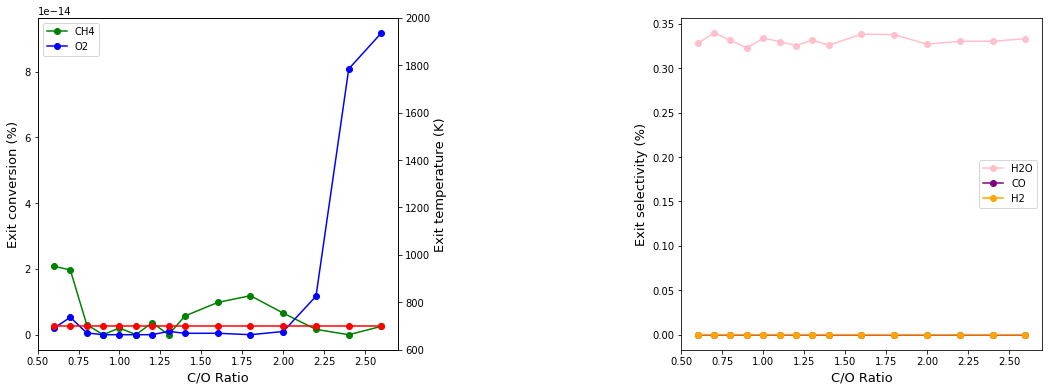 1e−14
CH4
O2
8
6
4
2
0
Exit conversion (%)
0.50 0.75 1.00 1.25 1.50 1.75 2.00 2.25 2.50
C/O Ratio
2000
1800
1600
1400
1200
1000
800
600
Exit temperature (K)
0.35
0.30
0.25
0.20
0.15
0.10
0.05
0.00
Exit selectivity (%)
H2O
CO
H2
0.50 0.75 1.00 1.25 1.50 1.75 2.00 2.25 2.50
C/O Ratio